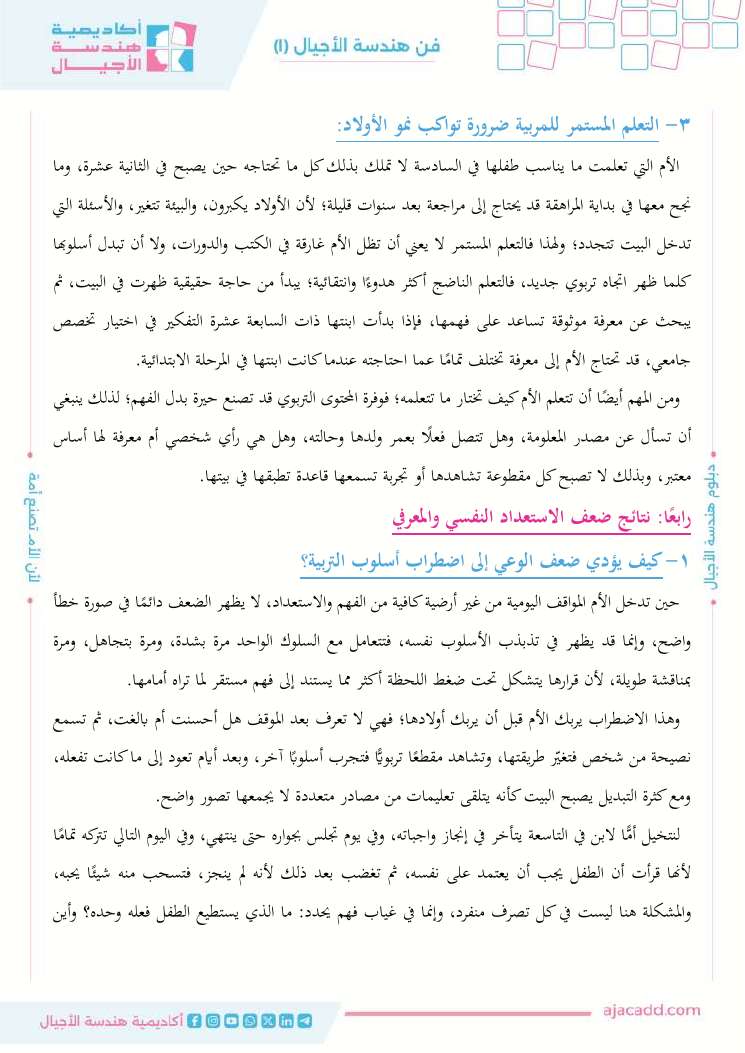 أكاديمية
هندسة
الأجيال
فن هندسة الأجيال (١)
٣- التعلم المستمر للمربية ضرورة تواكب نمو الأولاد:
الأم التي تعلمت ما يناسب طفلها في السادسة لا تملك بذلك كل ما تحتاجه حين يصبح في الثانية عشرة، وما
نجح معها في بداية المراهقة قد يحتاج إلى مراجعة بعد سنوات قليلة؛ لأن الأولاد يكبرون، والبيئة تتغير، والأسئلة التي
تدخل البيت تتجدد؛ ولهذا فالتعلم المستمر لا يعني أن تظل الأم غارقة في الكتب والدورات، ولا أن تبدل أسلوبها
كلما ظهر اتجاه تربوي جديد، فالتعلم الناضج أكثر هدوءًا وانتقائية؛ يبدأ من حاجة حقيقية ظهرت في البيت، ثم
يبحث عن معرفة موثوقة تساعد على فهمها، فإذا بدأت ابنتها ذات السابعة عشرة التفكير في اختيار تخصص
جامعي، قد تحتاج الأم إلى معرفة تختلف تمامًا عما احتاجته عندما كانت ابنتها في المرحلة الابتدائية.
ومن المهم أيضًا أن تتعلم الأم كيف تختار ما تتعلمه؛ فوفرة المحتوى التربوي قد تصنع حيرة بدل الفهم؛ لذلك ينبغي
أن تسأل عن مصدر المعلومة، وهل تتصل فعلًا بعمر ولدها وحالته، وهل هي رأي شخصي أم معرفة لها أساس
معتبر، وبذلك لا تصبح كل مقطوعة تشاهدها أو تجربة تسمعها قاعدة تطبقها في بيتها.
رابعًا: نتائج ضعف الاستعداد النفسي والمعرفي
١- كيف يؤدي ضعف الوعي إلى اضطراب أسلوب التربية؟
حين تدخل الأم المواقف اليومية من غير أرضية كافية من الفهم والاستعداد، لا يظهر الضعف دائمًا في صورة خطأ
واضح، وإنما قد يظهر في تذبذب الأسلوب نفسه، فتتعامل مع السلوك الواحد مرة بشدة، ومرة بتجاهل، ومرة
بمناقشة طويلة، لأن قرارها يتشكل تحت ضغط اللحظة أكثر مما يستند إلى فهم مستقر لما تراه أمامها.
وهذا الاضطراب يربك الأم قبل أن يربك أولادها؛ فهي لا تعرف بعد الموقف هل أحسنت أم بالغت، ثم تسمع
نصيحة من شخص فتغيّر طريقتها، وتشاهد مقطعًا تربويًّا فتجرب أسلوبًا آخر، وبعد أيام تعود إلى ما كانت تفعله،
ومع كثرة التبديل يصبح البيت كأنه يتلقى تعليمات من مصادر متعددة لا يجمعها تصور واضح.
لنتخيل أمًّا لابن في التاسعة يتأخر في إنجاز واجباته، وفي يوم تجلس بجواره حتى ينتهي، وفي اليوم التالي تتركه تمامًا
لأنها قرأت أن الطفل يجب أن يعتمد على نفسه، ثم تغضب بعد ذلك لأنه لم ينجز، فتسحب منه شيئًا يحبه،
والمشكلة هنا ليست في كل تصرف منفرد، وإنما في غياب فهم يحدد: ما الذي يستطيع الطفل فعله وحده؟ وأين
دبلوم هندسة الأجيال
لأن الأم تصنع أمة
ajacadd.com
أكاديمية هندسة الأجيال